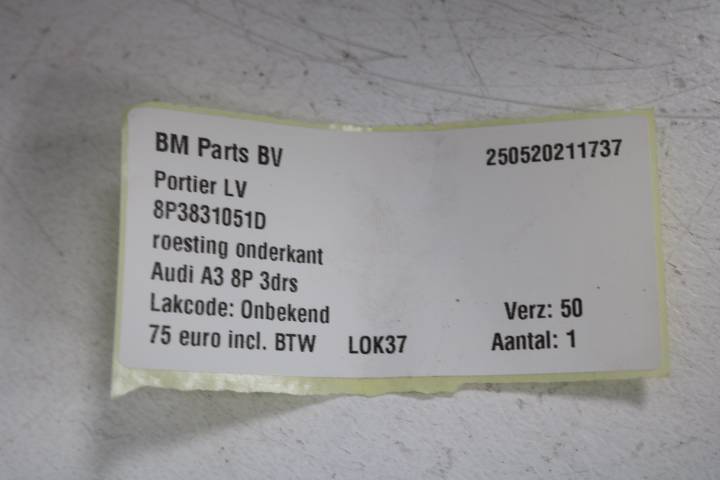 BM Parts BV 250520211737
Portier LV
8P3831051D
roesting onderkant
Audi A3 8P 3drs
Lakcode: Onbekend Verz: 50
75 euro incl. BTW LOK37 Aantal: 1